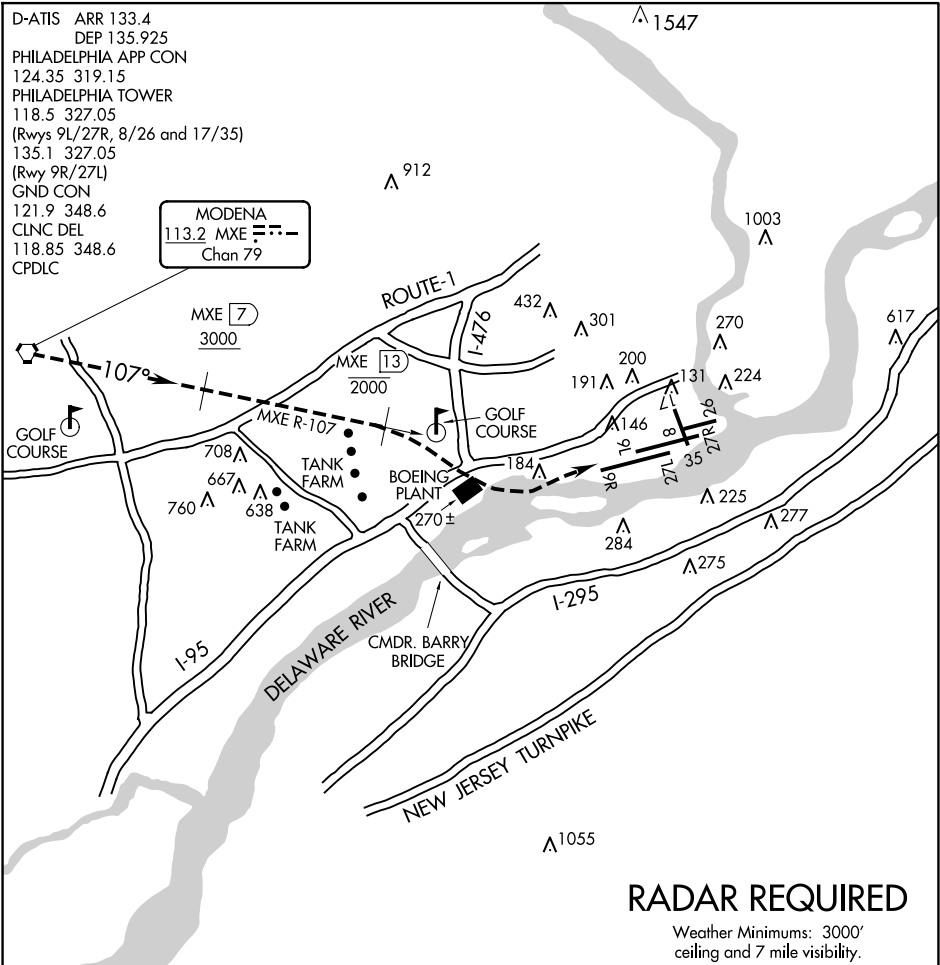 D-ATIS ARR 133.4
DEP 135.925
PHILADELPHIA APP CON
124.35 319.15
PHILADELPHIA TOWER
118.5 327.05
(Rwys 9L/27R, 8/26 and 17/35)
135.1 327.05
(Rwy 9R/27L)
GND CON
121.9 348.6
CLNC DEL
118.85 348.6
CPDLC
1547
912
MODENA
113.2 MXE
Chan 79
1003
ROUTE-1
I-476
432
301
270
617
MXE 7
3000
MXE 13
2000
107°
MXE R-107
200
191
131
224
GOLF
COURSE
GOLF
COURSE
146
17
8
26
9L
27R
35
9R
27L
708
667
760
638
TANK
FARM
TANK
FARM
BOEING
PLANT
270±
184
225
277
284
275
I-295
I-95
DELAWARE RIVER
CMDR. BARRY
BRIDGE
NEW JERSEY TURNPIKE
1055
RADAR REQUIRED
Weather Minimums: 3000'
ceiling and 7 mile visibility.